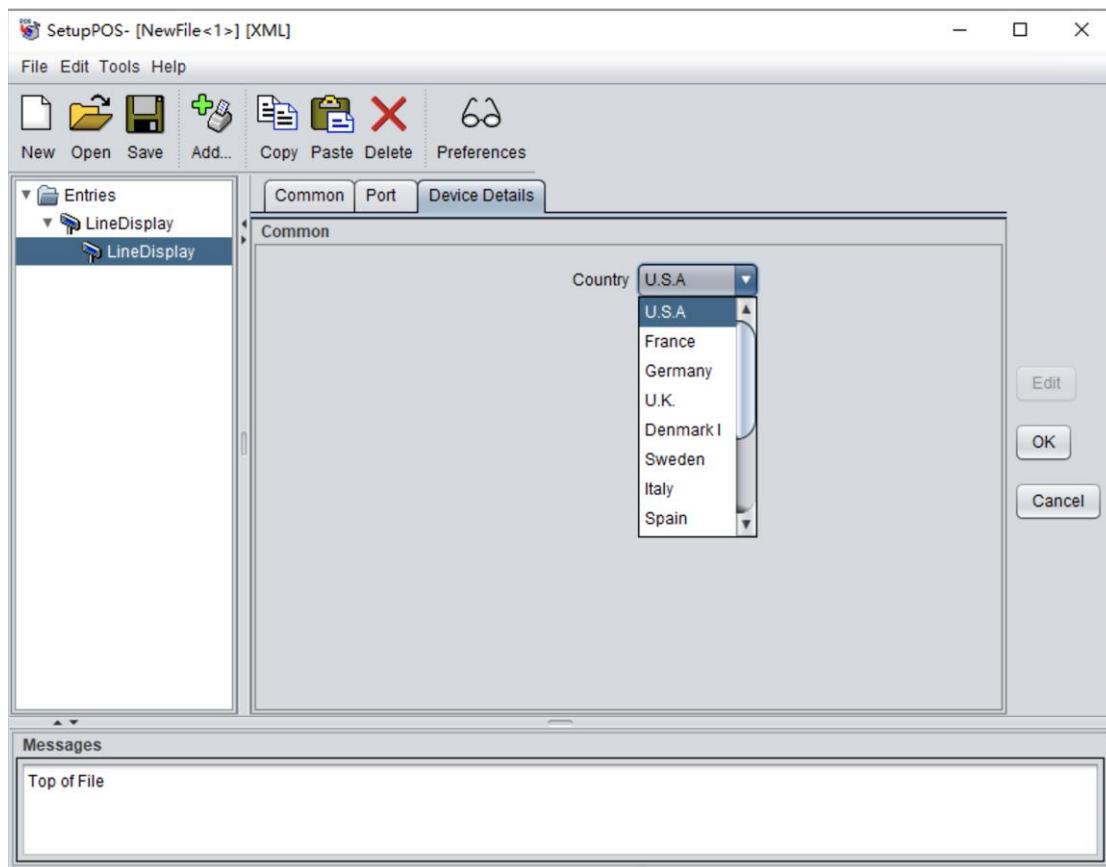 SetupPOS- [NewFile<1>] [XML]
File Edit Tools Help
New Open Save Add... Copy Paste Delete Preferences
Entries
LineDisplay
LineDisplay
Common Port Device Details
Common
Country U.S.A
U.S.A
France
Germany
U.K.
Denmark I
Sweden
Italy
Spain
Edit
OK
Cancel
Messages
Top of File